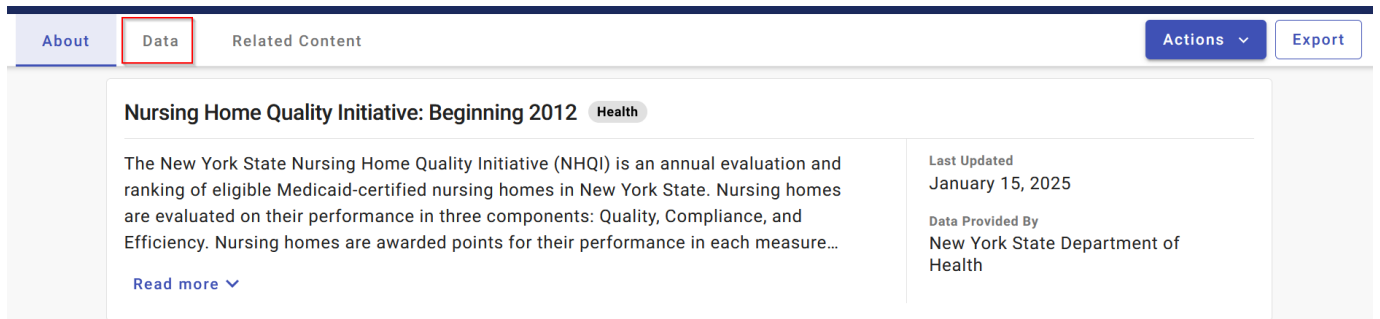 About Data Related Content Actions Export
Nursing Home Quality Initiative: Beginning 2012 Health
The New York State Nursing Home Quality Initiative (NHQI) is an annual evaluation and
ranking of eligible Medicaid-certified nursing homes in New York State. Nursing homes
are evaluated on their performance in three components: Quality, Compliance, and
Efficiency. Nursing homes are awarded points for their performance in each measure…
Read more
Last Updated
January 15, 2025
Data Provided By
New York State Department of
Health